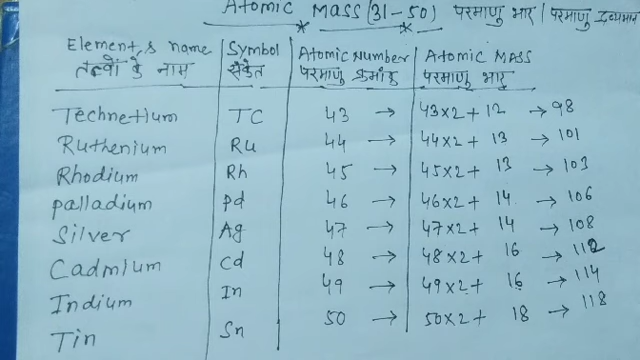 Atomic Mass (31-50) परमाणु भार / परमाणु द्रव्यमान
Element,s name Symbol Atomic Number Atomic Mass
तत्वों के नाम संकेत परमाणु क्रमांक परमाणु भार
Technetium TC 43 → 43×2+ 12 → 98
Ruthenium Ru 44 → 44×2+ 13 → 101
Rhodium Rh 45 → 45×2+ 13 → 103
palladium Pd 46 → 46×2+ 14 → 106
Silver Ag 47 → 47×2+ 14 → 108
Cadmium Cd 48 → 48×2+ 16 → 112
Indium In 49 → 49×2+ 16 → 114
Tin Sn 50 → 50×2+ 18 → 118